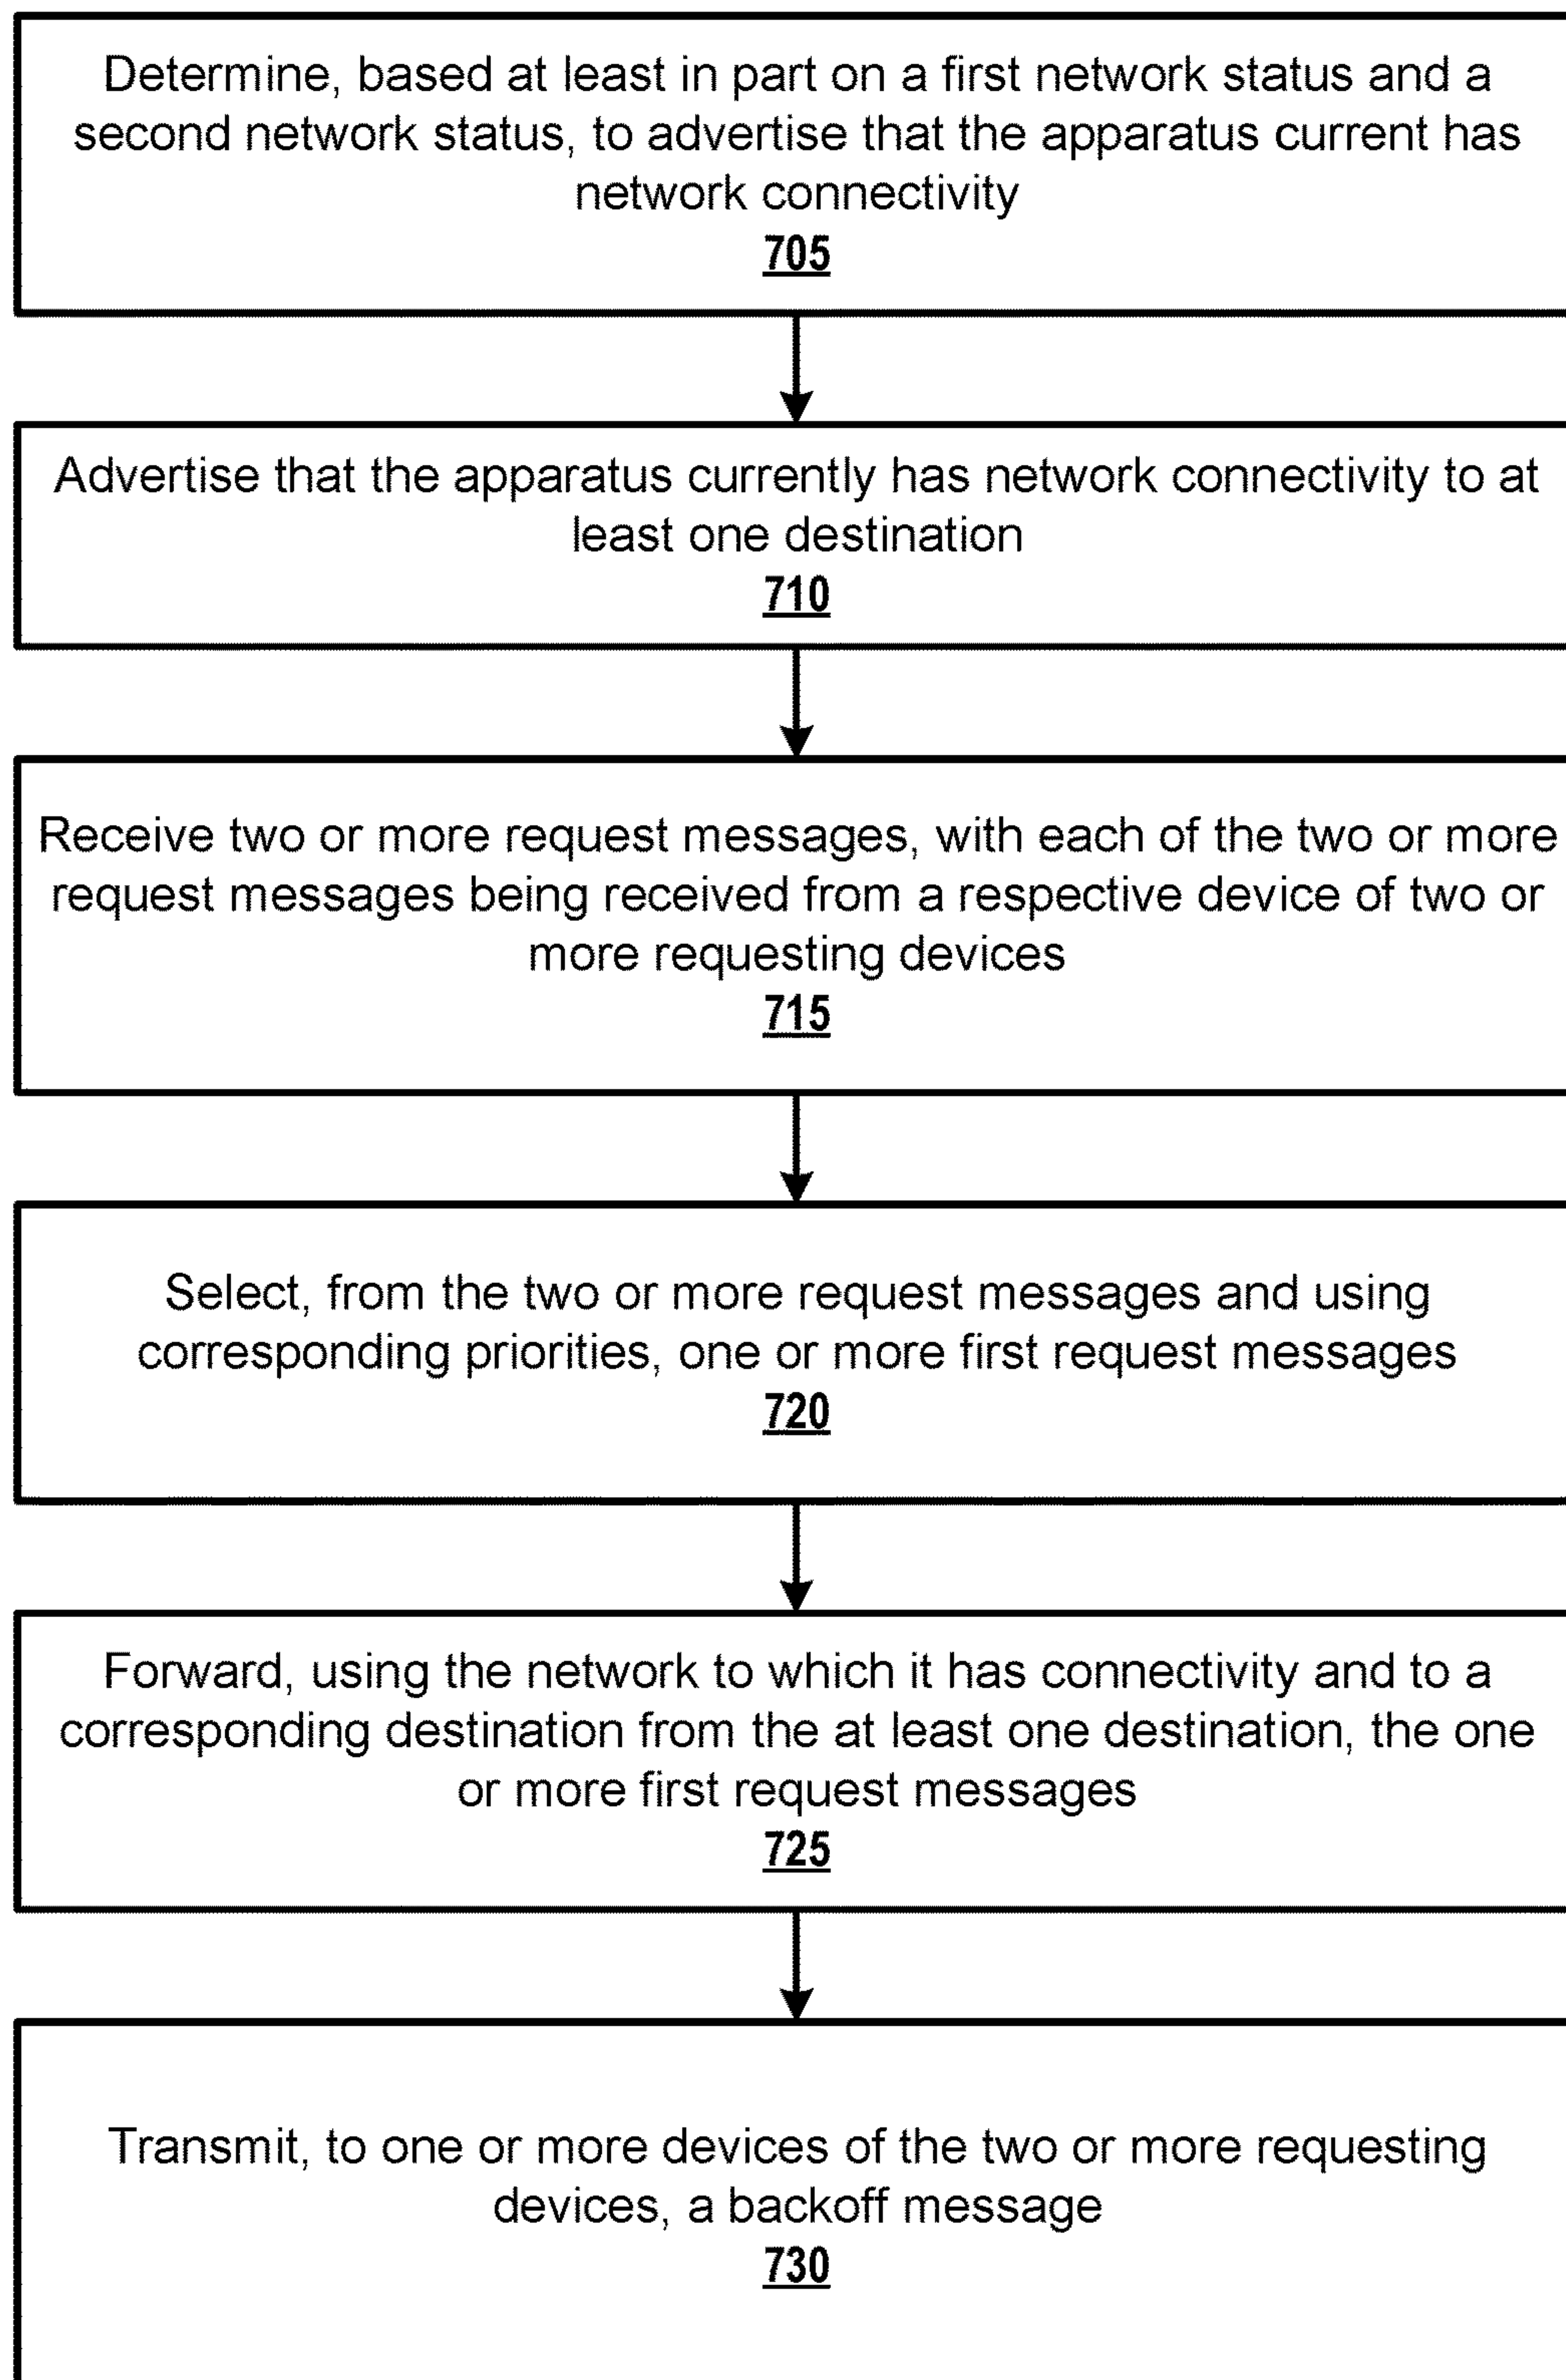 Determine, based at least in part on a first network status and a
second network status, to advertise that the apparatus current has
network connectivity
705
Advertise that the apparatus currently has network connectivity to at
least one destination
710
Receive two or more request messages, with each of the two or more
request messages being received from a respective device of two or
more requesting devices
715
Select, from the two or more request messages and using
corresponding priorities, one or more first request messages
720
Forward, using the network to which it has connectivity and to a
corresponding destination from the at least one destination, the one
or more first request messages
725
Transmit, to one or more devices of the two or more requesting
devices, a backoff message
730